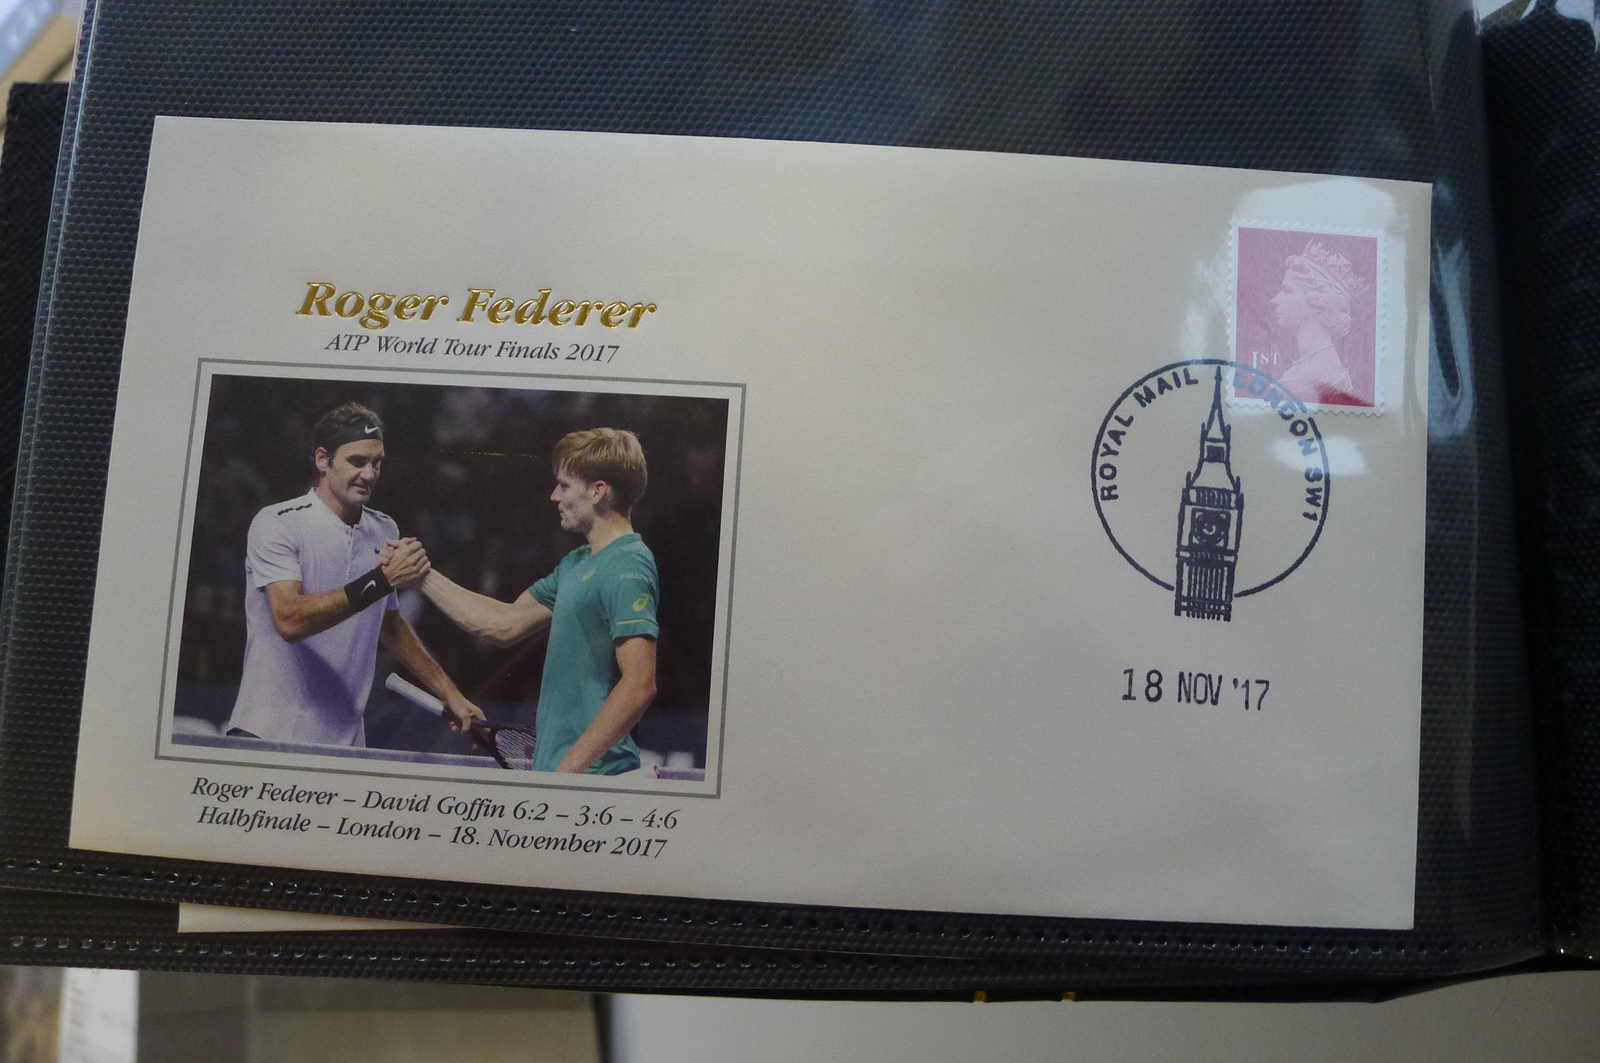 Roger Federer
ATP World Tour Finals 2017
Roger Federer – David Goffin 6:2 – 3:6 – 4:6
Halbfinale – London – 18. November 2017
1ST
ROYAL MAIL LONDON SW1
18 NOV '17